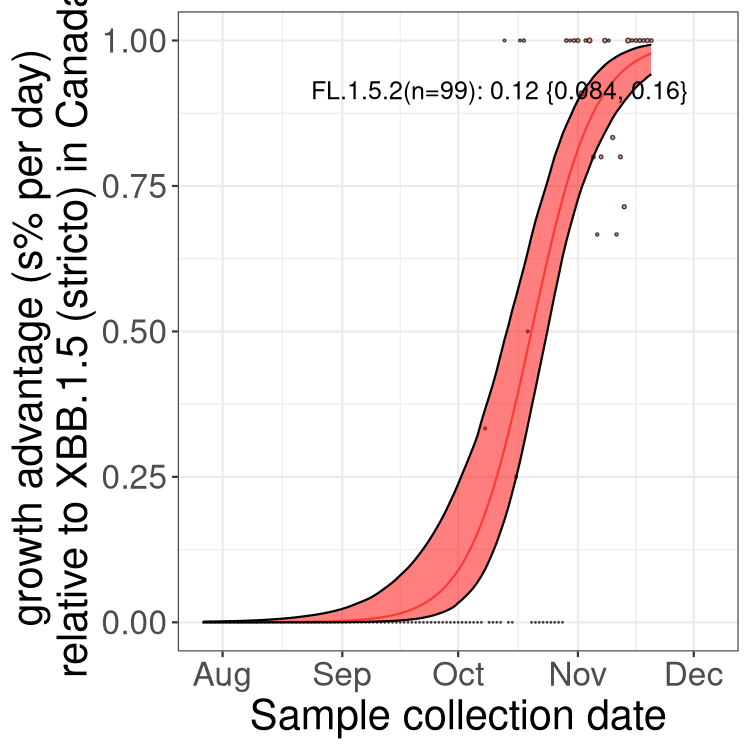 growth advantage (s% per day)
relative to XBB.1.5 (stricto) in Canada
1.00
0.75
0.50
0.25
0.00
FL.1.5.2(n=99): 0.12 {0.084, 0.16}
Aug Sep Oct Nov Dec
Sample collection date